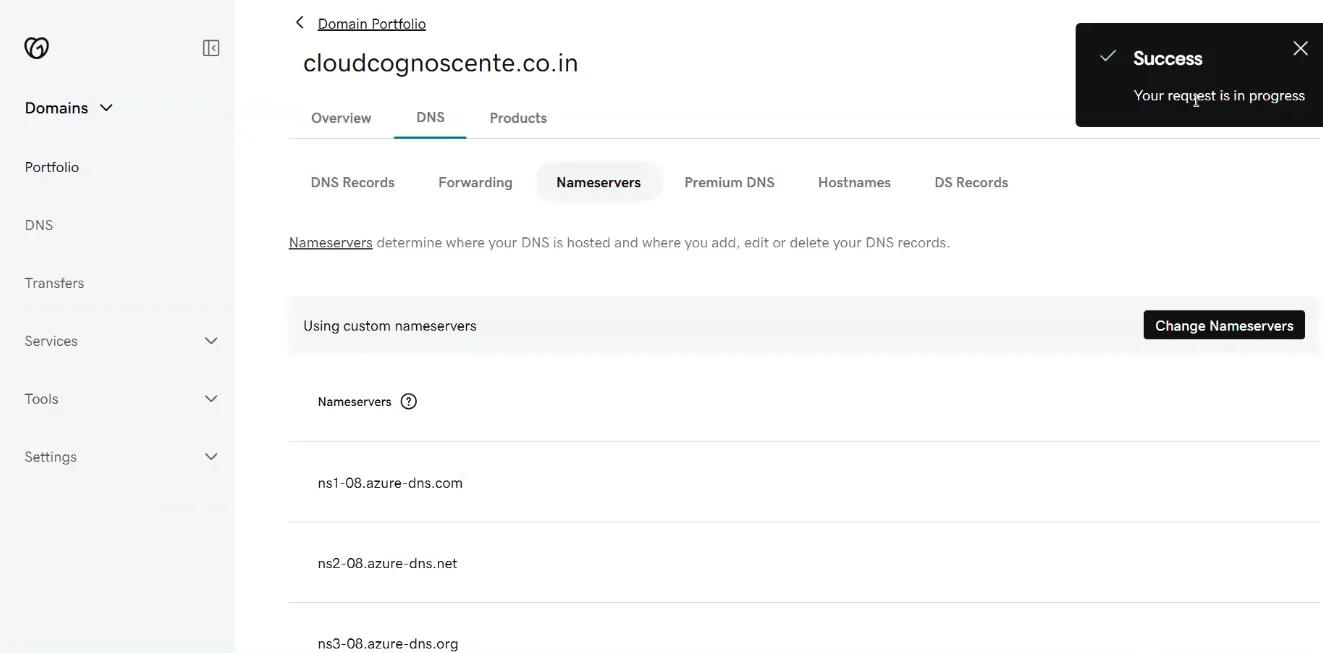 Domain Portfolio
cloudcognoscente.co.in
Success
Your request is in progress
Domains
Portfolio
DNS
Transfers
Services
Tools
Settings
Overview DNS Products
DNS Records Forwarding Nameservers Premium DNS Hostnames DS Records
Nameservers determine where your DNS is hosted and where you add, edit or delete your DNS records.
Using custom nameservers Change Nameservers
Nameservers ?
ns1-08.azure-dns.com
ns2-08.azure-dns.net
ns3-08.azure-dns.org